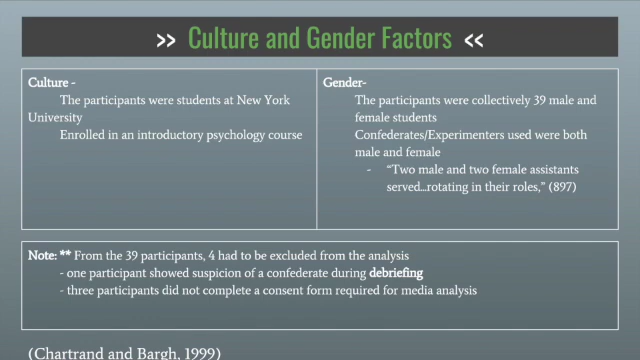 >> Culture and Gender Factors <<
Culture -
The participants were students at New York
University
Enrolled in an introductory psychology course
Gender-
The participants were collectively 39 male and
female students
Confederates/Experimenters used were both
male and female
- “Two male and two female assistants
served…rotating in their roles,” (897)
Note: ** From the 39 participants, 4 had to be excluded from the analysis
- one participant showed suspicion of a confederate during debriefing
- three participants did not complete a consent form required for media analysis
(Chartrand and Bargh, 1999)